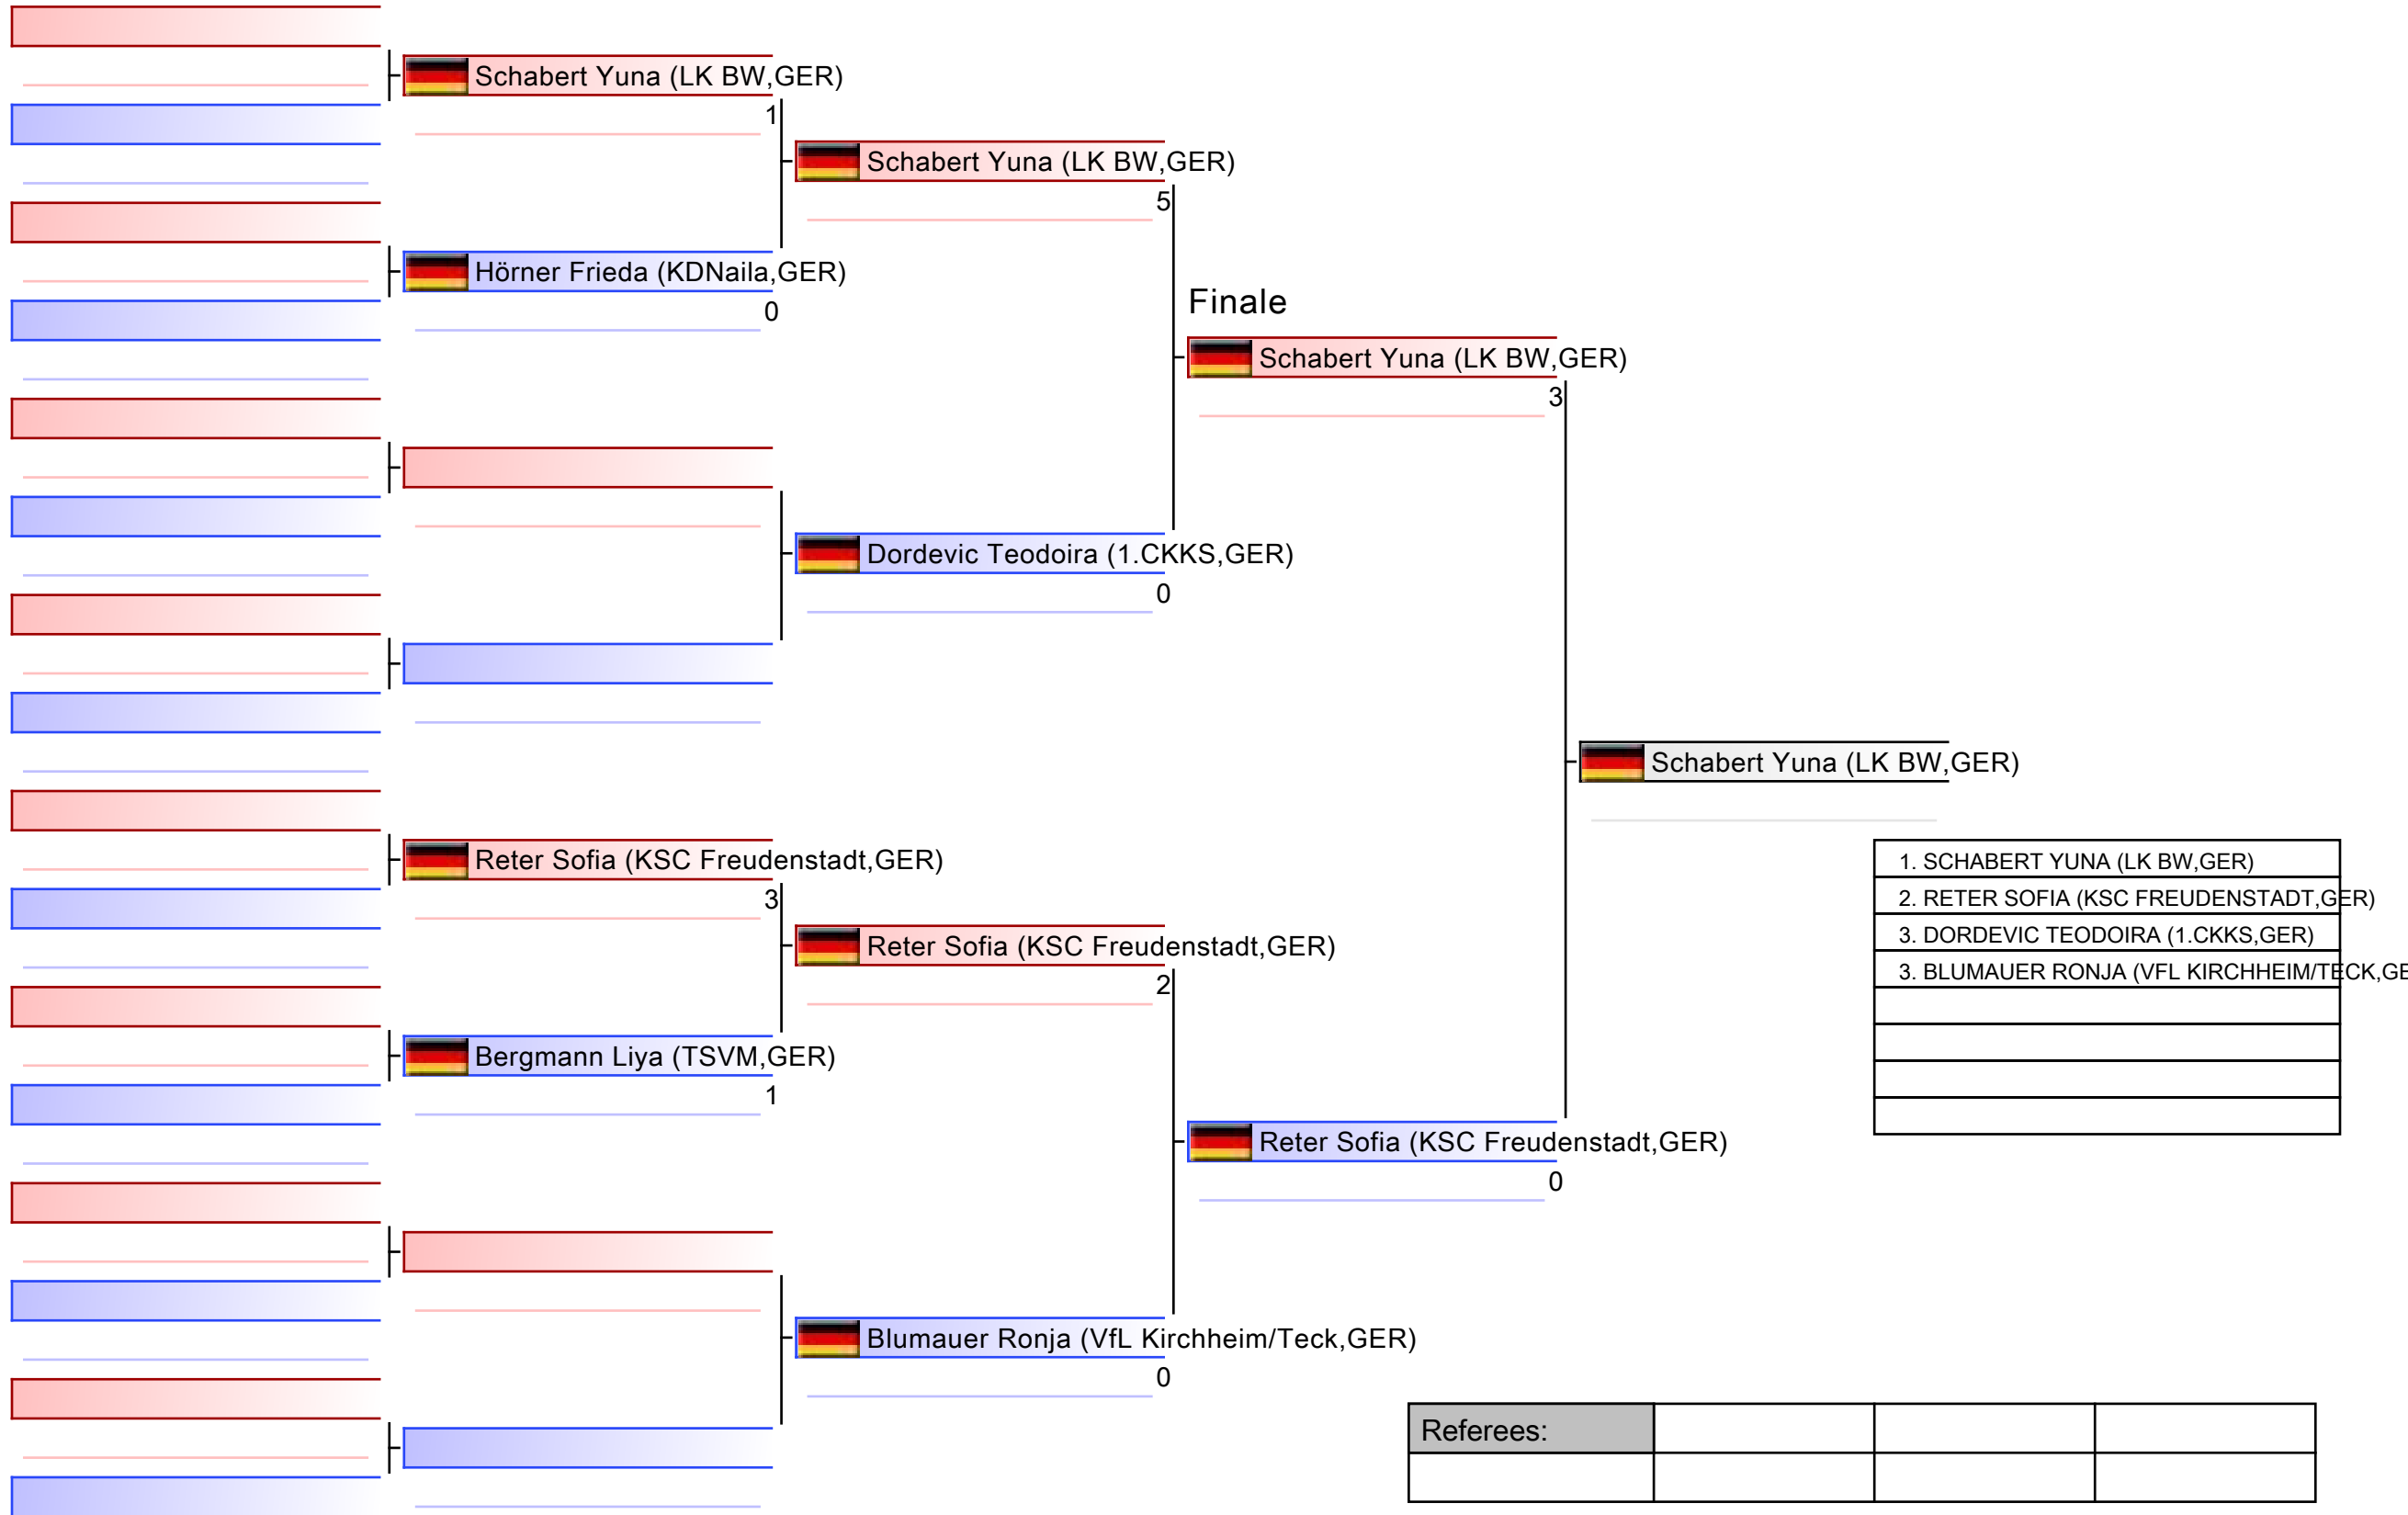 Schabert Yuna (LK BW,GER)
1
Hörner Frieda (KDNaila,GER)
0
Reter Sofia (KSC Freudenstadt,GER)
3
Bergmann Liya (TSVM,GER)
1
Schabert Yuna (LK BW,GER)
5
Dordevic Teodoira (1.CKKS,GER)
0
Reter Sofia (KSC Freudenstadt,GER)
2
Blumauer Ronja (VfL Kirchheim/Teck,GER)
0
Finale
Schabert Yuna (LK BW,GER)
3
Reter Sofia (KSC Freudenstadt,GER)
0
Schabert Yuna (LK BW,GER)
1. SCHABERT YUNA (LK BW,GER)
2. RETER SOFIA (KSC FREUDENSTADT,GER)
3. DORDEVIC TEODOIRA (1.CKKS,GER)
3. BLUMAUER RONJA (VFL KIRCHHEIM/TECK,GE
Referees: